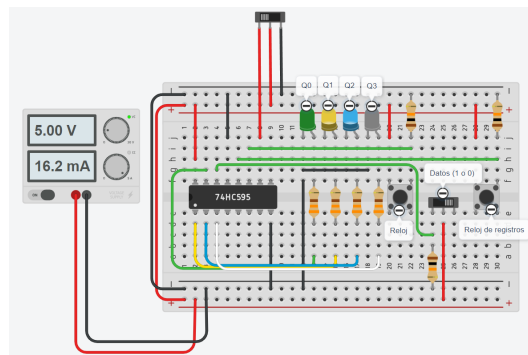 Q0 Q1 Q2 Q3
5.00 V
16.2 mA
74HC595
Datos (1 o 0)
Reloj
Reloj de registros